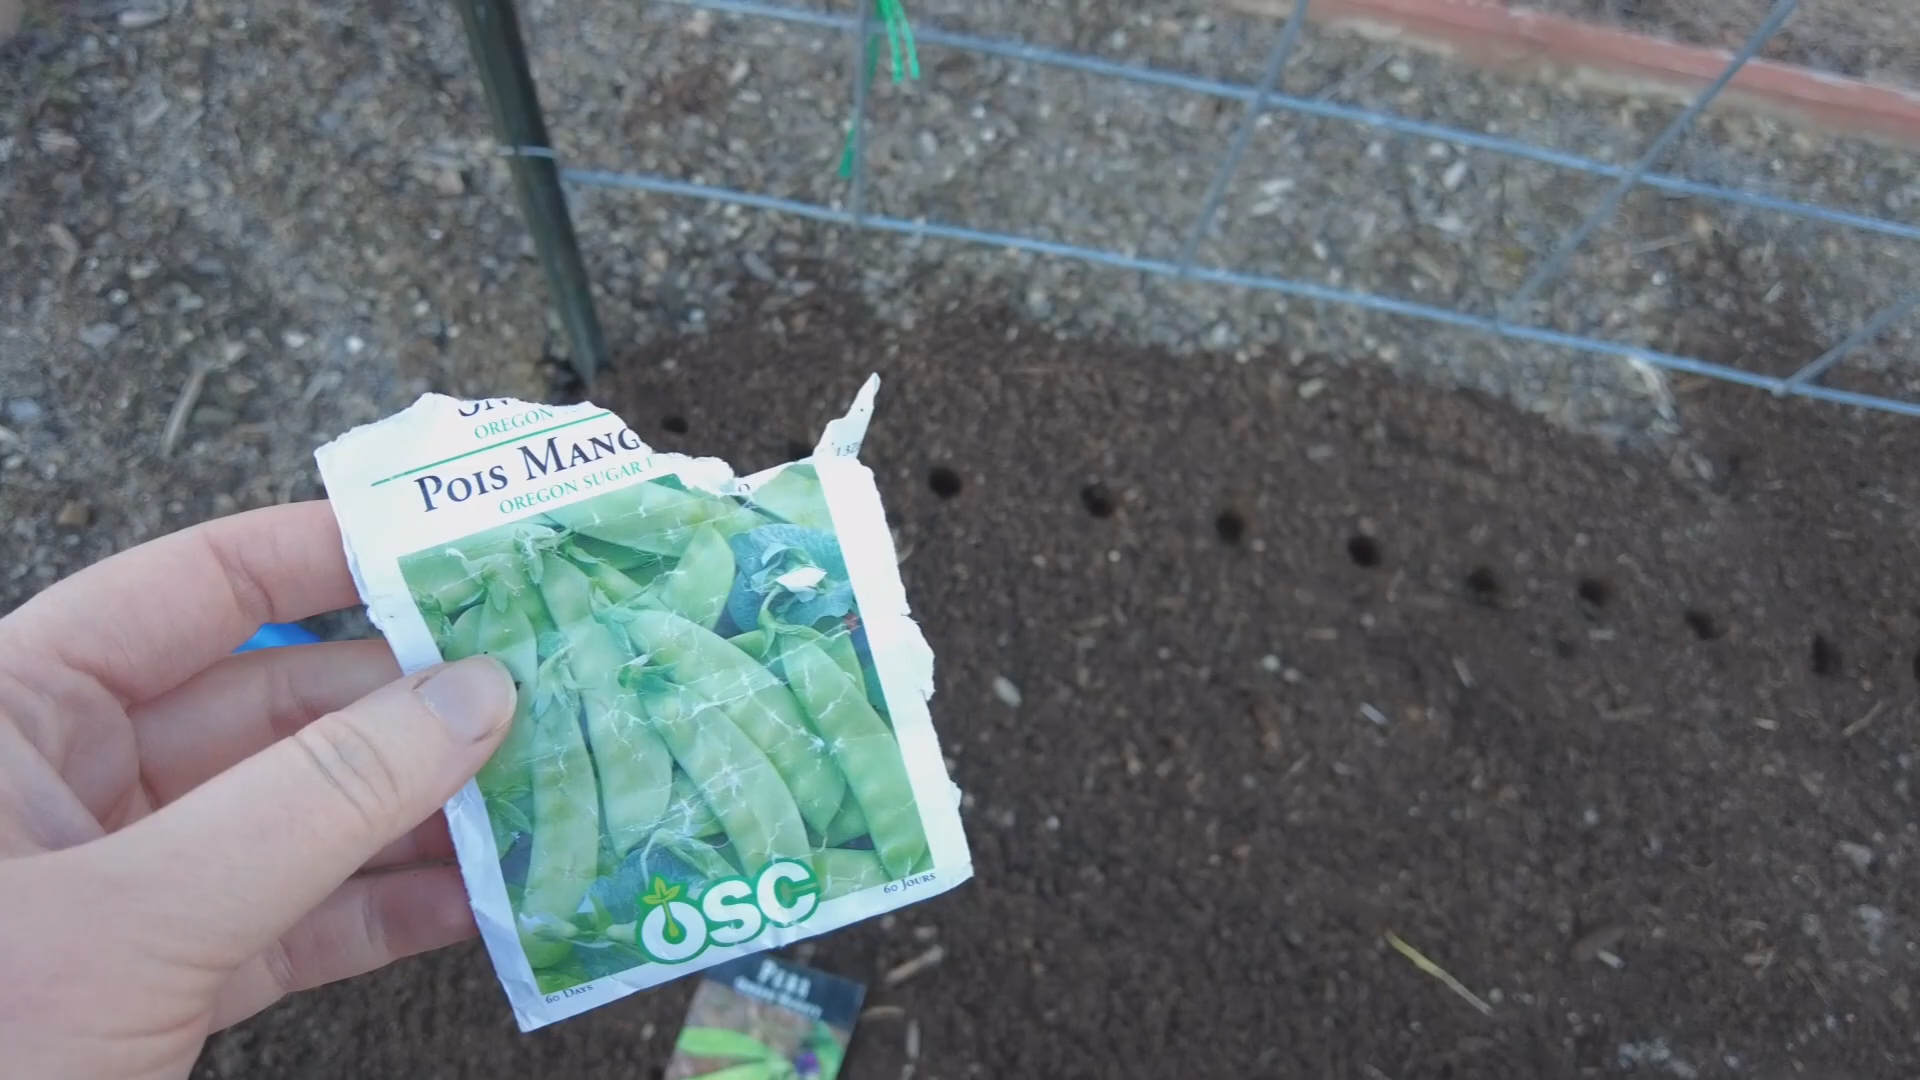 OREGON
POIS MANG
OREGON SUGAR
OSC
60 DAYS
60 JOURS
PEAS